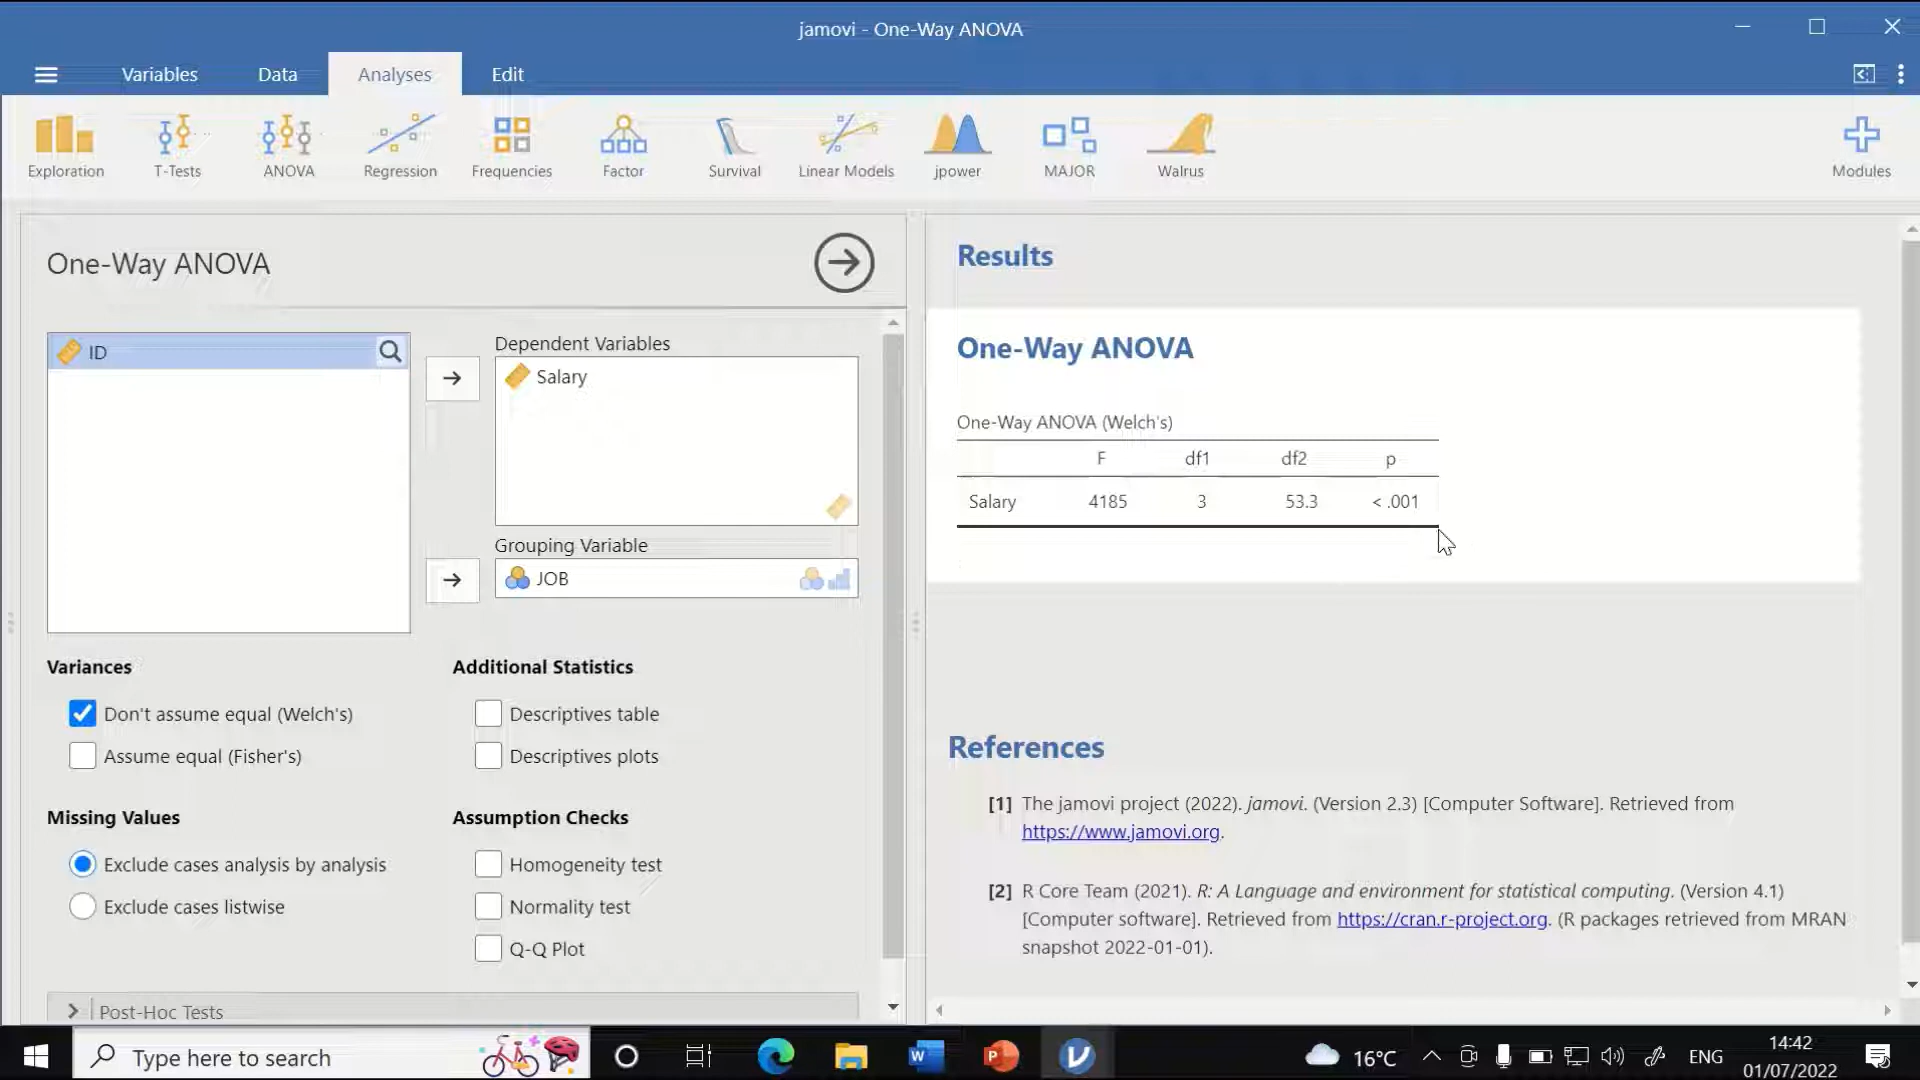 jamovi - One-Way ANOVA
Variables Data Analyses Edit
Exploration T-Tests ANOVA Regression Frequencies Factor Survival Linear Models jpower MAJOR Walrus Modules
One-Way ANOVA
ID
Dependent Variables
Salary
Grouping Variable
JOB
Variances
Don't assume equal (Welch's)
Assume equal (Fisher's)
Additional Statistics
Descriptives table
Descriptives plots
Missing Values
Exclude cases analysis by analysis
Exclude cases listwise
Assumption Checks
Homogeneity test
Normality test
Q-Q Plot
Post-Hoc Tests
Results
One-Way ANOVA
One-Way ANOVA (Welch's)
F df1 df2 p
Salary 4185 3 53.3 < .001
References
[1] The jamovi project (2022). jamovi. (Version 2.3) [Computer Software]. Retrieved from
https://www.jamovi.org.
[2] R Core Team (2021). R: A Language and environment for statistical computing. (Version 4.1)
[Computer software]. Retrieved from https://cran.r-project.org. (R packages retrieved from MRAN
snapshot 2022-01-01).
Type here to search
16°C
ENG
14:42
01/07/2022